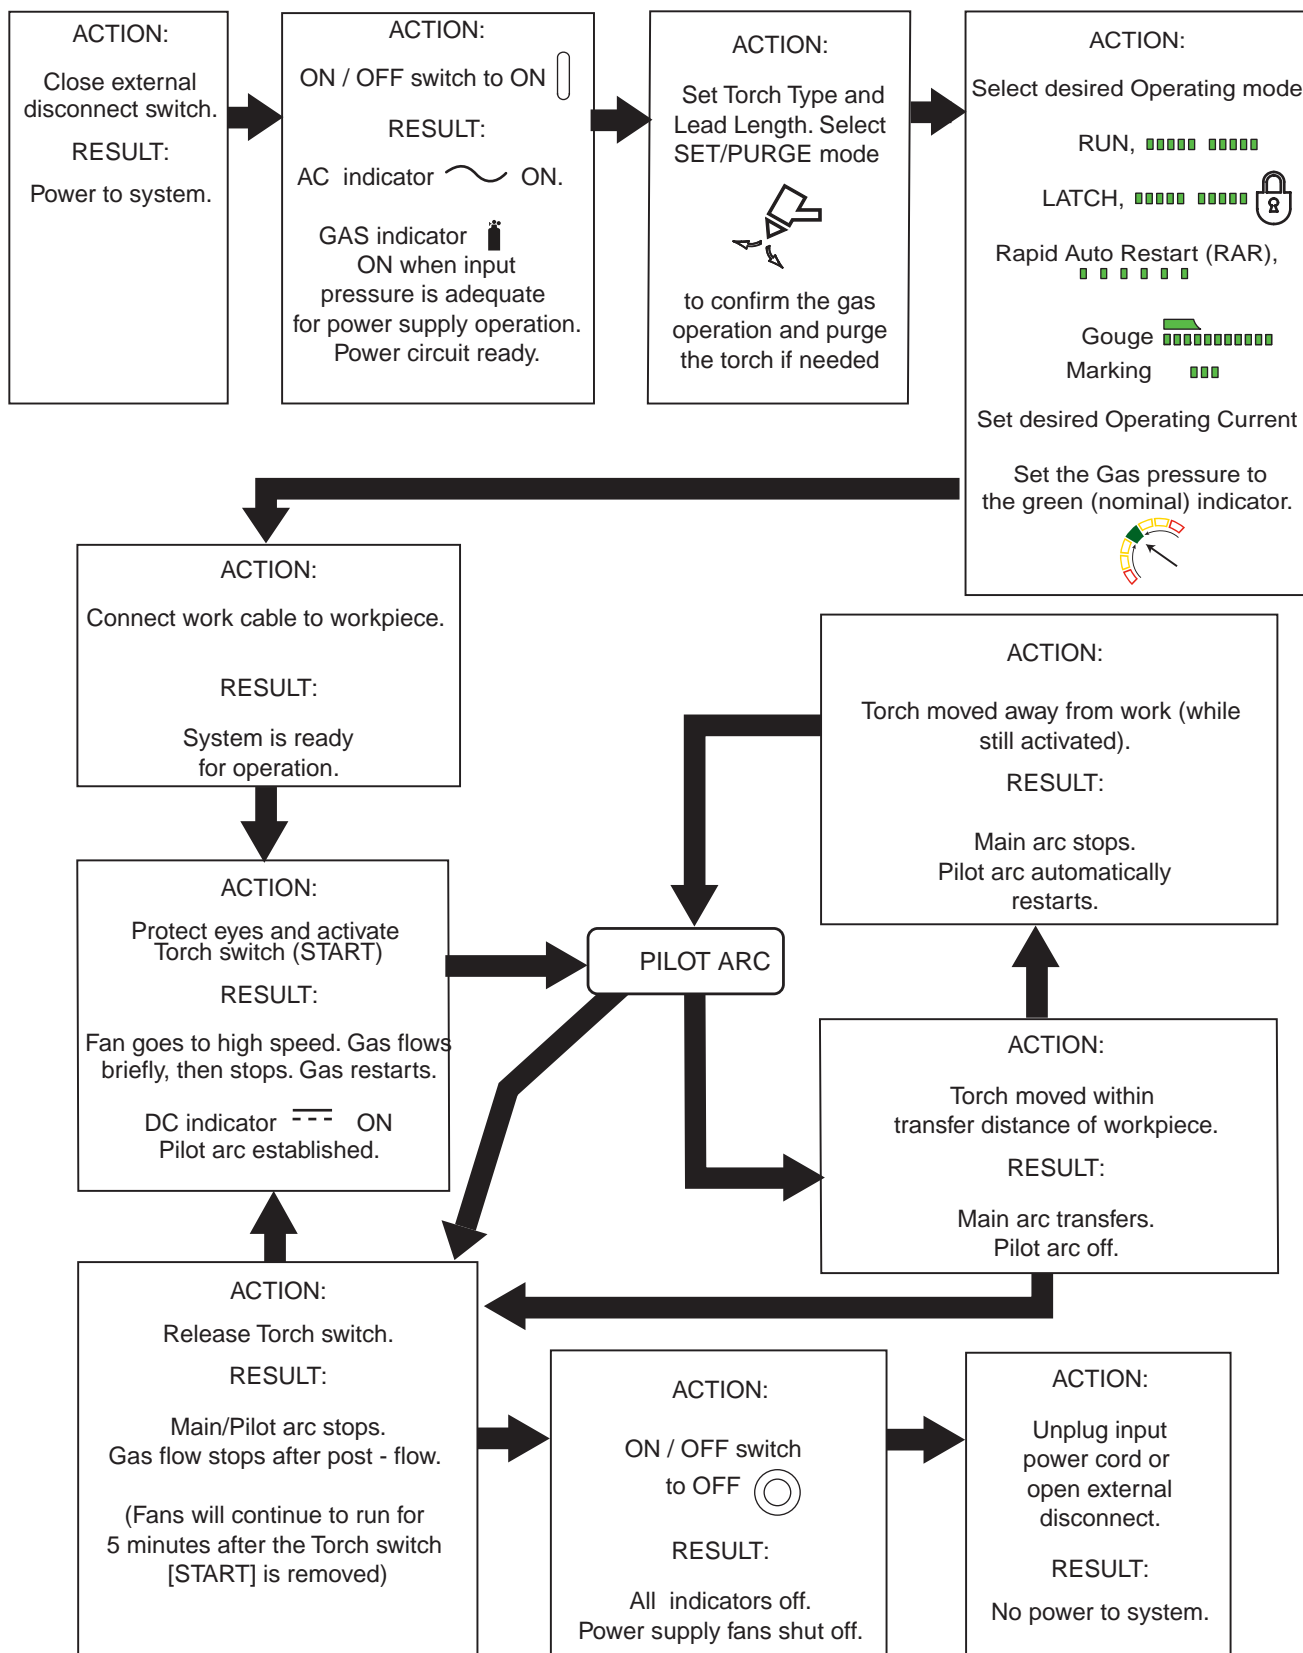 ACTION:
Close external
disconnect switch.
RESULT:
Power to system.
ACTION:
ON / OFF switch to ON
RESULT:
AC indicator ON.
GAS indicator
ON when input
pressure is adequate
for power supply operation.
Power circuit ready.
ACTION:
Set Torch Type and
Lead Length. Select
SET/PURGE mode
to confirm the gas
operation and purge
the torch if needed
ACTION:
Select desired Operating mode
RUN,
LATCH,
Rapid Auto Restart (RAR),
Gouge
Marking
Set desired Operating Current
Set the Gas pressure to
the green (nominal) indicator.
ACTION:
Connect work cable to workpiece.
RESULT:
System is ready
for operation.
ACTION:
Protect eyes and activate
Torch switch (START)
RESULT:
Fan goes to high speed. Gas flows
briefly, then stops. Gas restarts.
DC indicator ON
Pilot arc established.
PILOT ARC
ACTION:
Torch moved away from work (while
still activated).
RESULT:
Main arc stops.
Pilot arc automatically
restarts.
ACTION:
Torch moved within
transfer distance of workpiece.
RESULT:
Main arc transfers.
Pilot arc off.
ACTION:
Release Torch switch.
RESULT:
Main/Pilot arc stops.
Gas flow stops after post - flow.
(Fans will continue to run for
5 minutes after the Torch switch
[START] is removed)
ACTION:
ON / OFF switch
to OFF
RESULT:
All indicators off.
Power supply fans shut off.
ACTION:
Unplug input
power cord or
open external
disconnect.
RESULT:
No power to system.